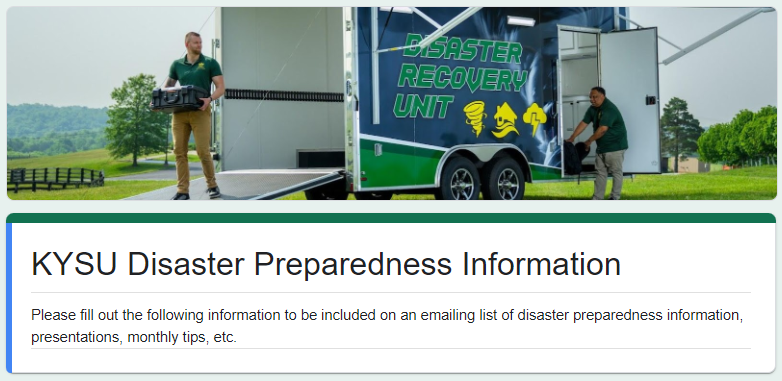 DISASTER
RECOVERY
UNIT
KYSU Disaster Preparedness Information
Please fill out the following information to be included on an emailing list of disaster preparedness information,
presentations, monthly tips, etc.